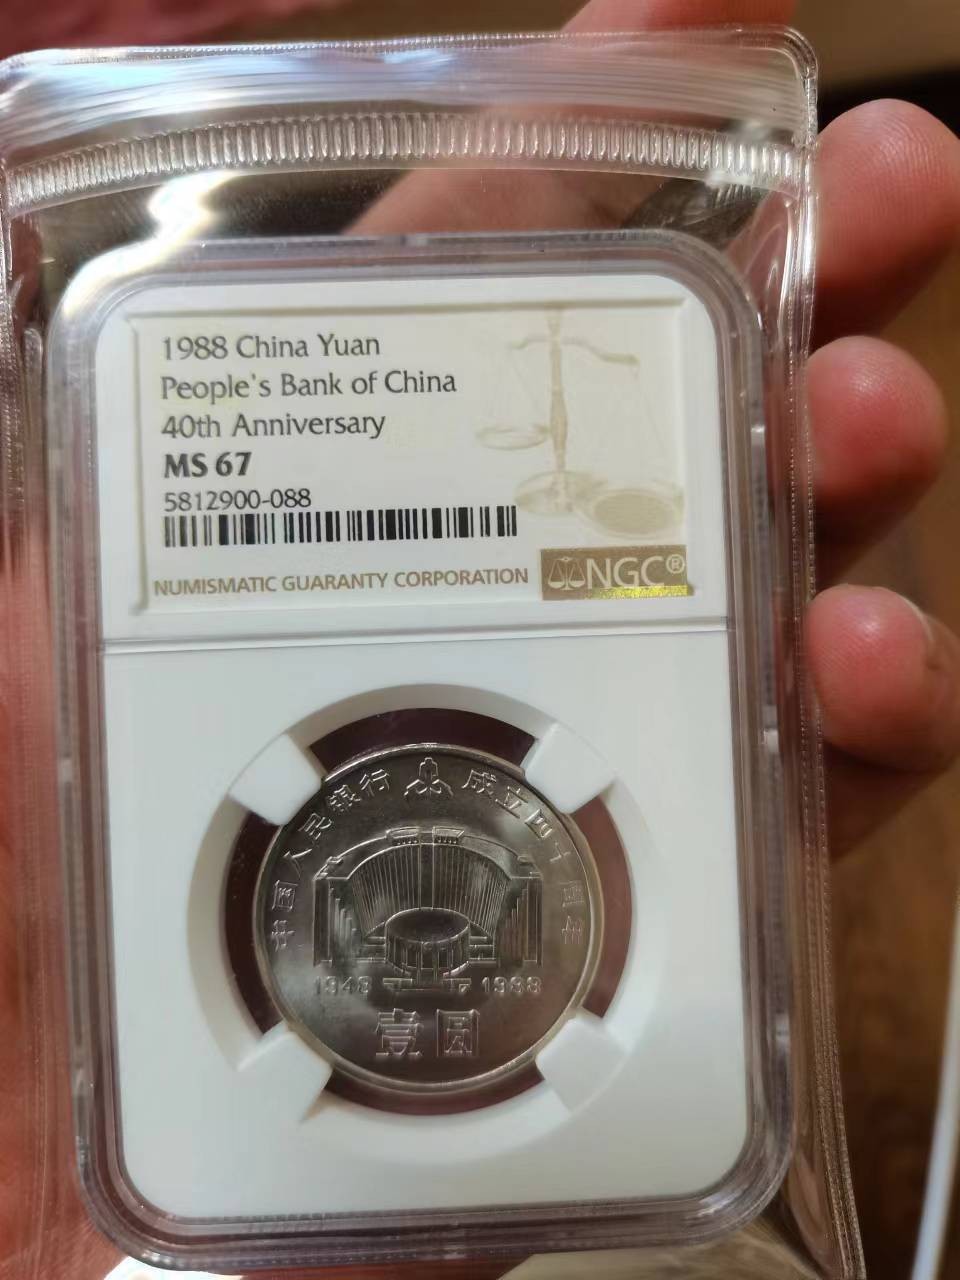 1988 China Yuan
People's Bank of China
40th Anniversary
MS 67
5812900-088
NUMISMATIC GUARANTY CORPORATION
NGC®
中国人民银行 成立四十周年
1948 1988
壹圆